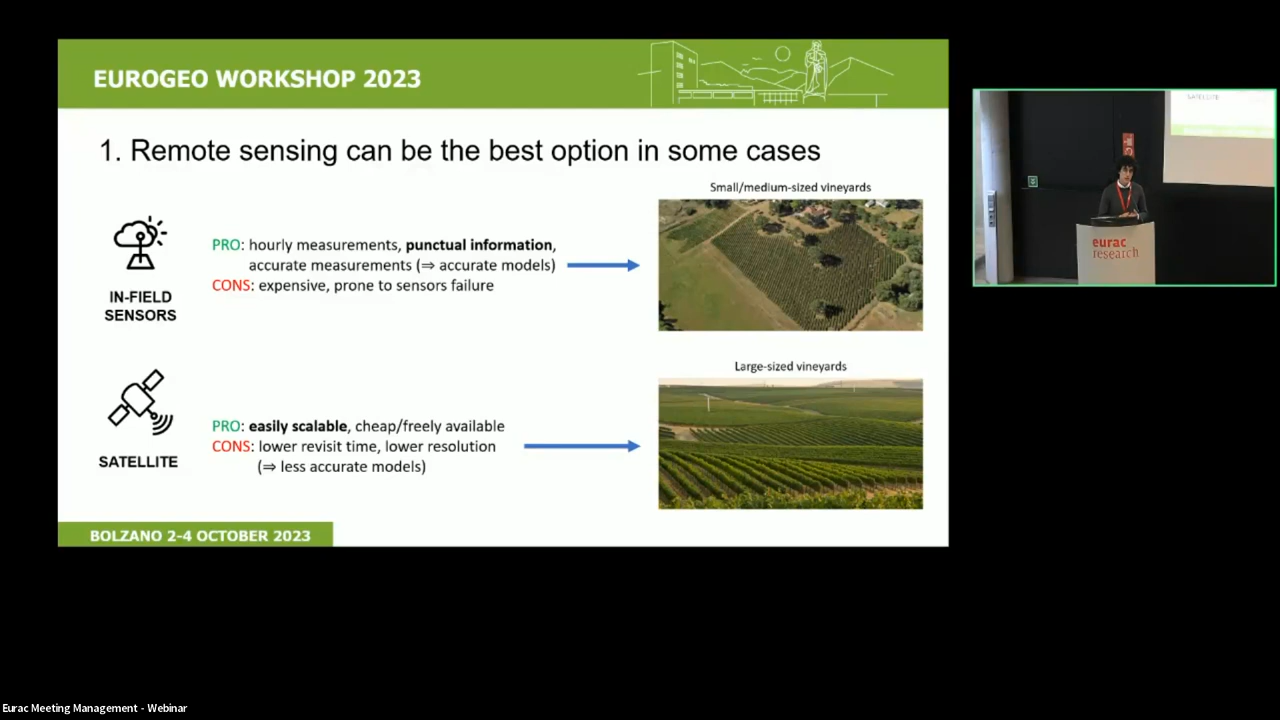 EUROGEO WORKSHOP 2023
1. Remote sensing can be the best option in some cases
Small/medium-sized vineyards
PRO: hourly measurements, punctual information,
accurate measurements (⇒ accurate models)
CONS: expensive, prone to sensors failure
IN-FIELD
SENSORS
Large-sized vineyards
PRO: easily scalable, cheap/freely available
CONS: lower revisit time, lower resolution
(⇒ less accurate models)
SATELLITE
BOLZANO 2-4 OCTOBER 2023
SATELLITE
eurac
research
Eurac Meeting Management - Webinar